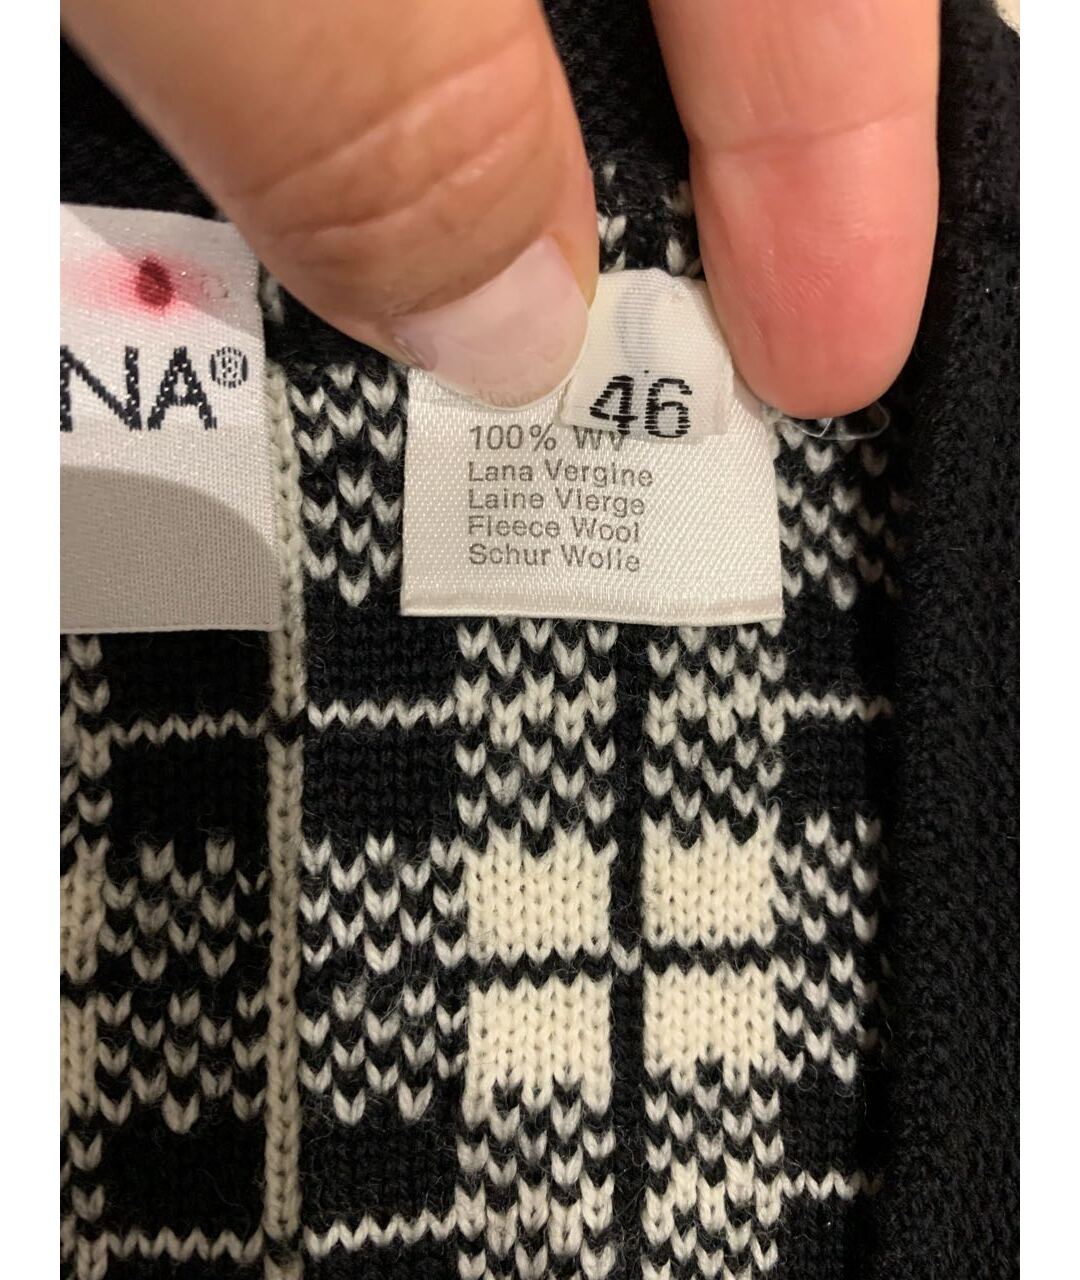 NA®
46
100% WV
Lana Vergine
Laine Vierge
Fleece Wool
Schur Wolle